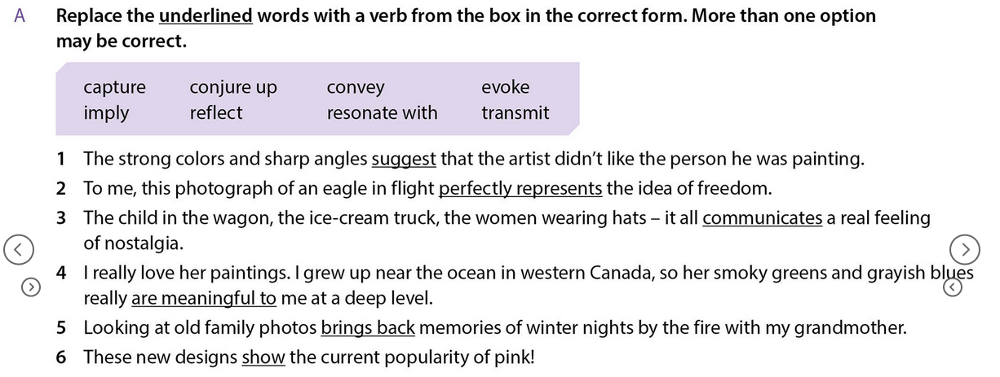 A Replace the underlined words with a verb from the box in the correct form. More than one option
may be correct.
capture conjure up convey evoke
imply reflect resonate with transmit
1 The strong colors and sharp angles suggest that the artist didn't like the person he was painting.
2 To me, this photograph of an eagle in flight perfectly represents the idea of freedom.
3 The child in the wagon, the ice-cream truck, the women wearing hats – it all communicates a real feeling
of nostalgia.
4 I really love her paintings. I grew up near the ocean in western Canada, so her smoky greens and grayish blues
really are meaningful to me at a deep level.
5 Looking at old family photos brings back memories of winter nights by the fire with my grandmother.
6 These new designs show the current popularity of pink!